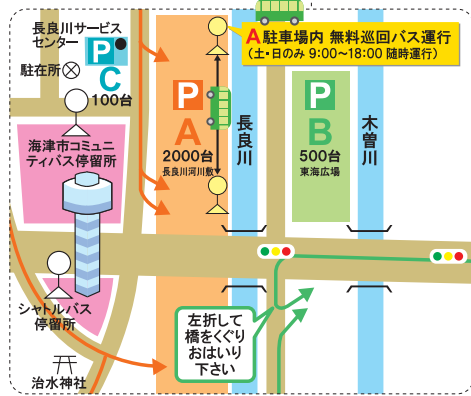 長良川サービス
センター
駐在所
P
C
100台
A駐車場内 無料巡回バス運行
(土・日のみ 9:00〜18:00 随時運行)
海津市コミュニ
ティバス停留所
P
A
2000台
長良川河川敷
長良川
P
B
500台
東海広場
木曽川
シャトルバス
停留所
左折して
橋をくぐり
おはいり
下さい
治水神社